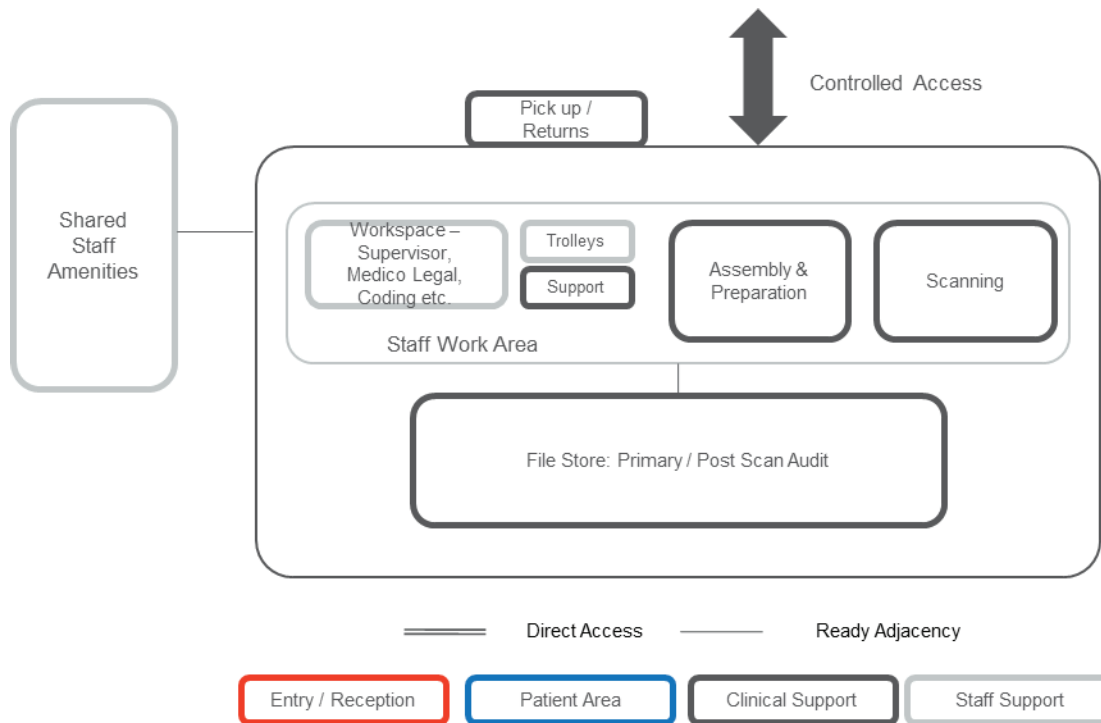 Controlled Access
Pick up /
Returns
Shared
Staff
Amenities
Workspace –
Supervisor,
Medico Legal,
Coding etc.
Trolleys
Support
Assembly &
Preparation
Scanning
Staff Work Area
File Store: Primary / Post Scan Audit
Direct Access
Ready Adjacency
Entry / Reception
Patient Area
Clinical Support
Staff Support